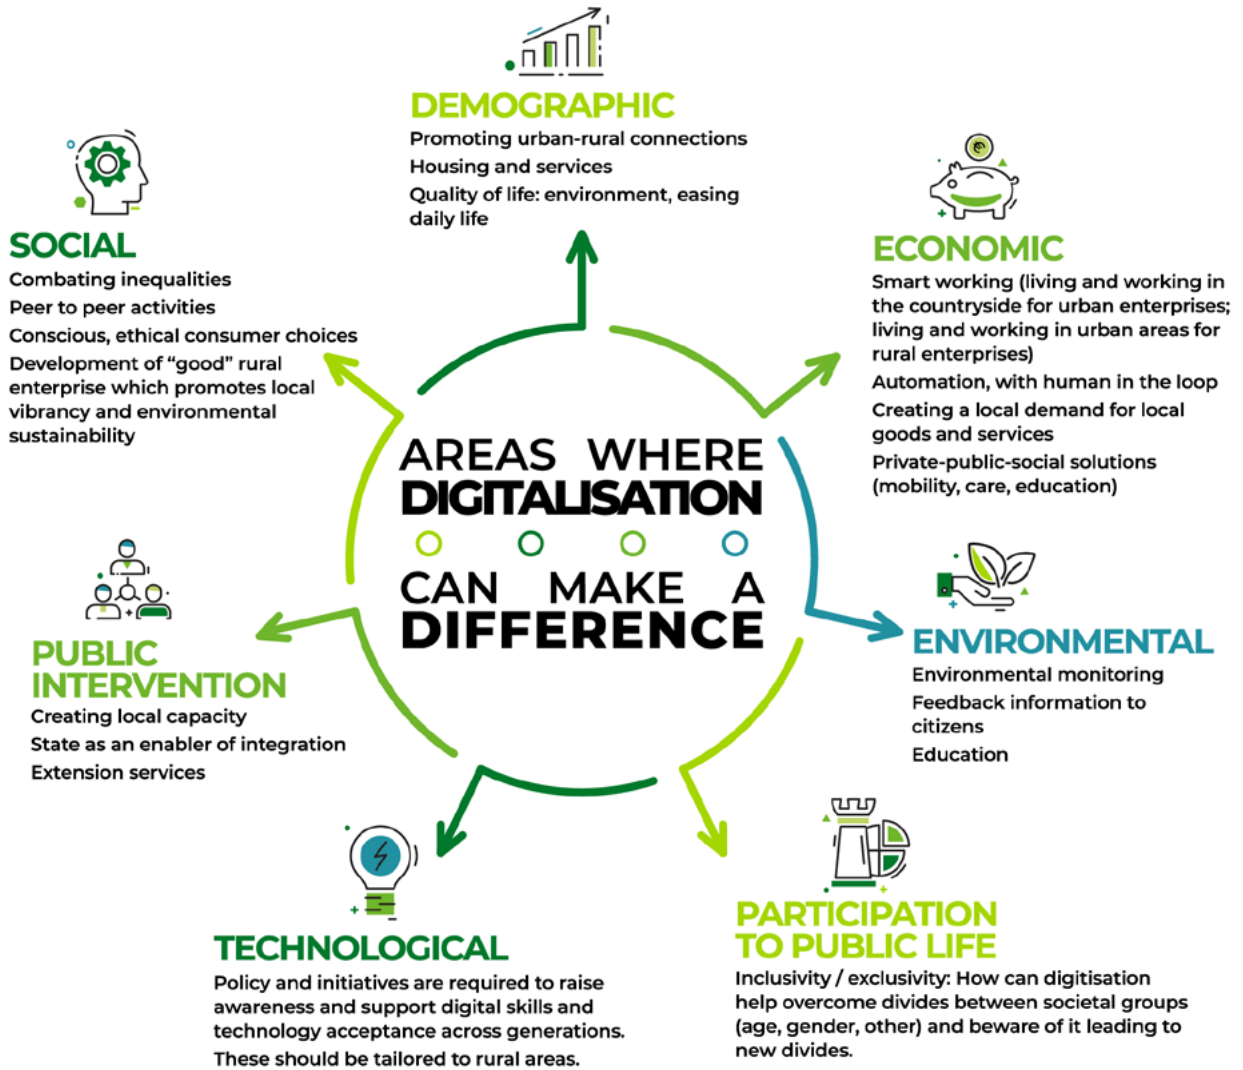 DEMOGRAPHIC
Promoting urban-rural connections
Housing and services
Quality of life: environment, easing
daily life
SOCIAL
Combating inequalities
Peer to peer activities
Conscious, ethical consumer choices
Development of “good” rural
enterprise which promotes local
vibrancy and environmental
sustainability
ECONOMIC
Smart working (living and working in
the countryside for urban enterprises;
living and working in urban areas for
rural enterprises)
Automation, with human in the loop
Creating a local demand for local
goods and services
Private-public-social solutions
(mobility, care, education)
AREAS WHERE
DIGITALISATION
CAN MAKE A
DIFFERENCE
PUBLIC
INTERVENTION
Creating local capacity
State as an enabler of integration
Extension services
ENVIRONMENTAL
Environmental monitoring
Feedback information to
citizens
Education
TECHNOLOGICAL
Policy and initiatives are required to raise
awareness and support digital skills and
technology acceptance across generations.
These should be tailored to rural areas.
PARTICIPATION
TO PUBLIC LIFE
Inclusivity / exclusivity: How can digitisation
help overcome divides between societal groups
(age, gender, other) and beware of it leading to
new divides.